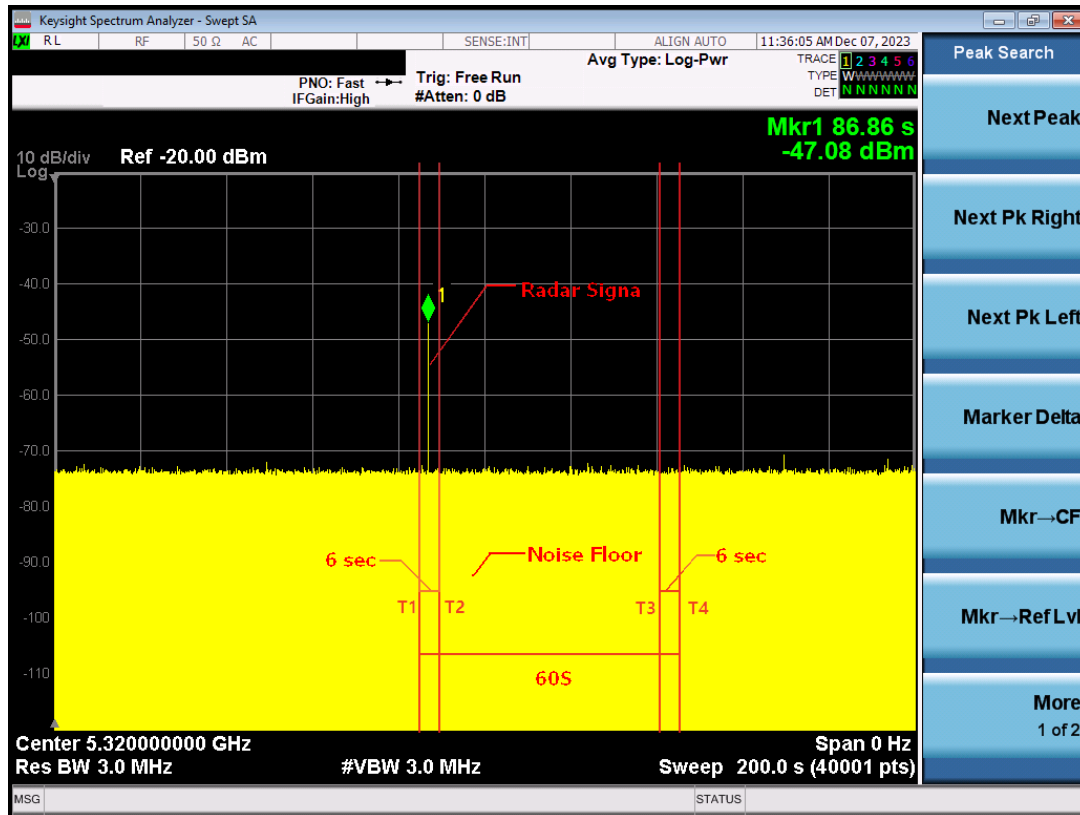 Keysight Spectrum Analyzer - Swept SA
LXI RL RF 50 Ω AC SENSE:INT ALIGN AUTO 11:36:05 AM Dec 07, 2023
Avg Type: Log-Pwr
TRACE 1 2 3 4 5 6
PNO: Fast Trig: Free Run
TYPE WWWWWW
IFGain:High #Atten: 0 dB
DET N N N N N N
Mkr1 86.86 s
10 dB/div Ref -20.00 dBm
-47.08 dBm
Log
-30.0
-40.0
1
Radar Signa
-50.0
-60.0
-70.0
-80.0
-90.0
6 sec
Noise Floor
6 sec
T1 T2 T3 T4
-100
-110
60S
Center 5.320000000 GHz Span 0 Hz
Res BW 3.0 MHz #VBW 3.0 MHz Sweep 200.0 s (40001 pts)
MSG STATUS
Peak Search
Next Peak
Next Pk Right
Next Pk Left
Marker Delta
Mkr→CF
Mkr→Ref Lvl
More
1 of 2